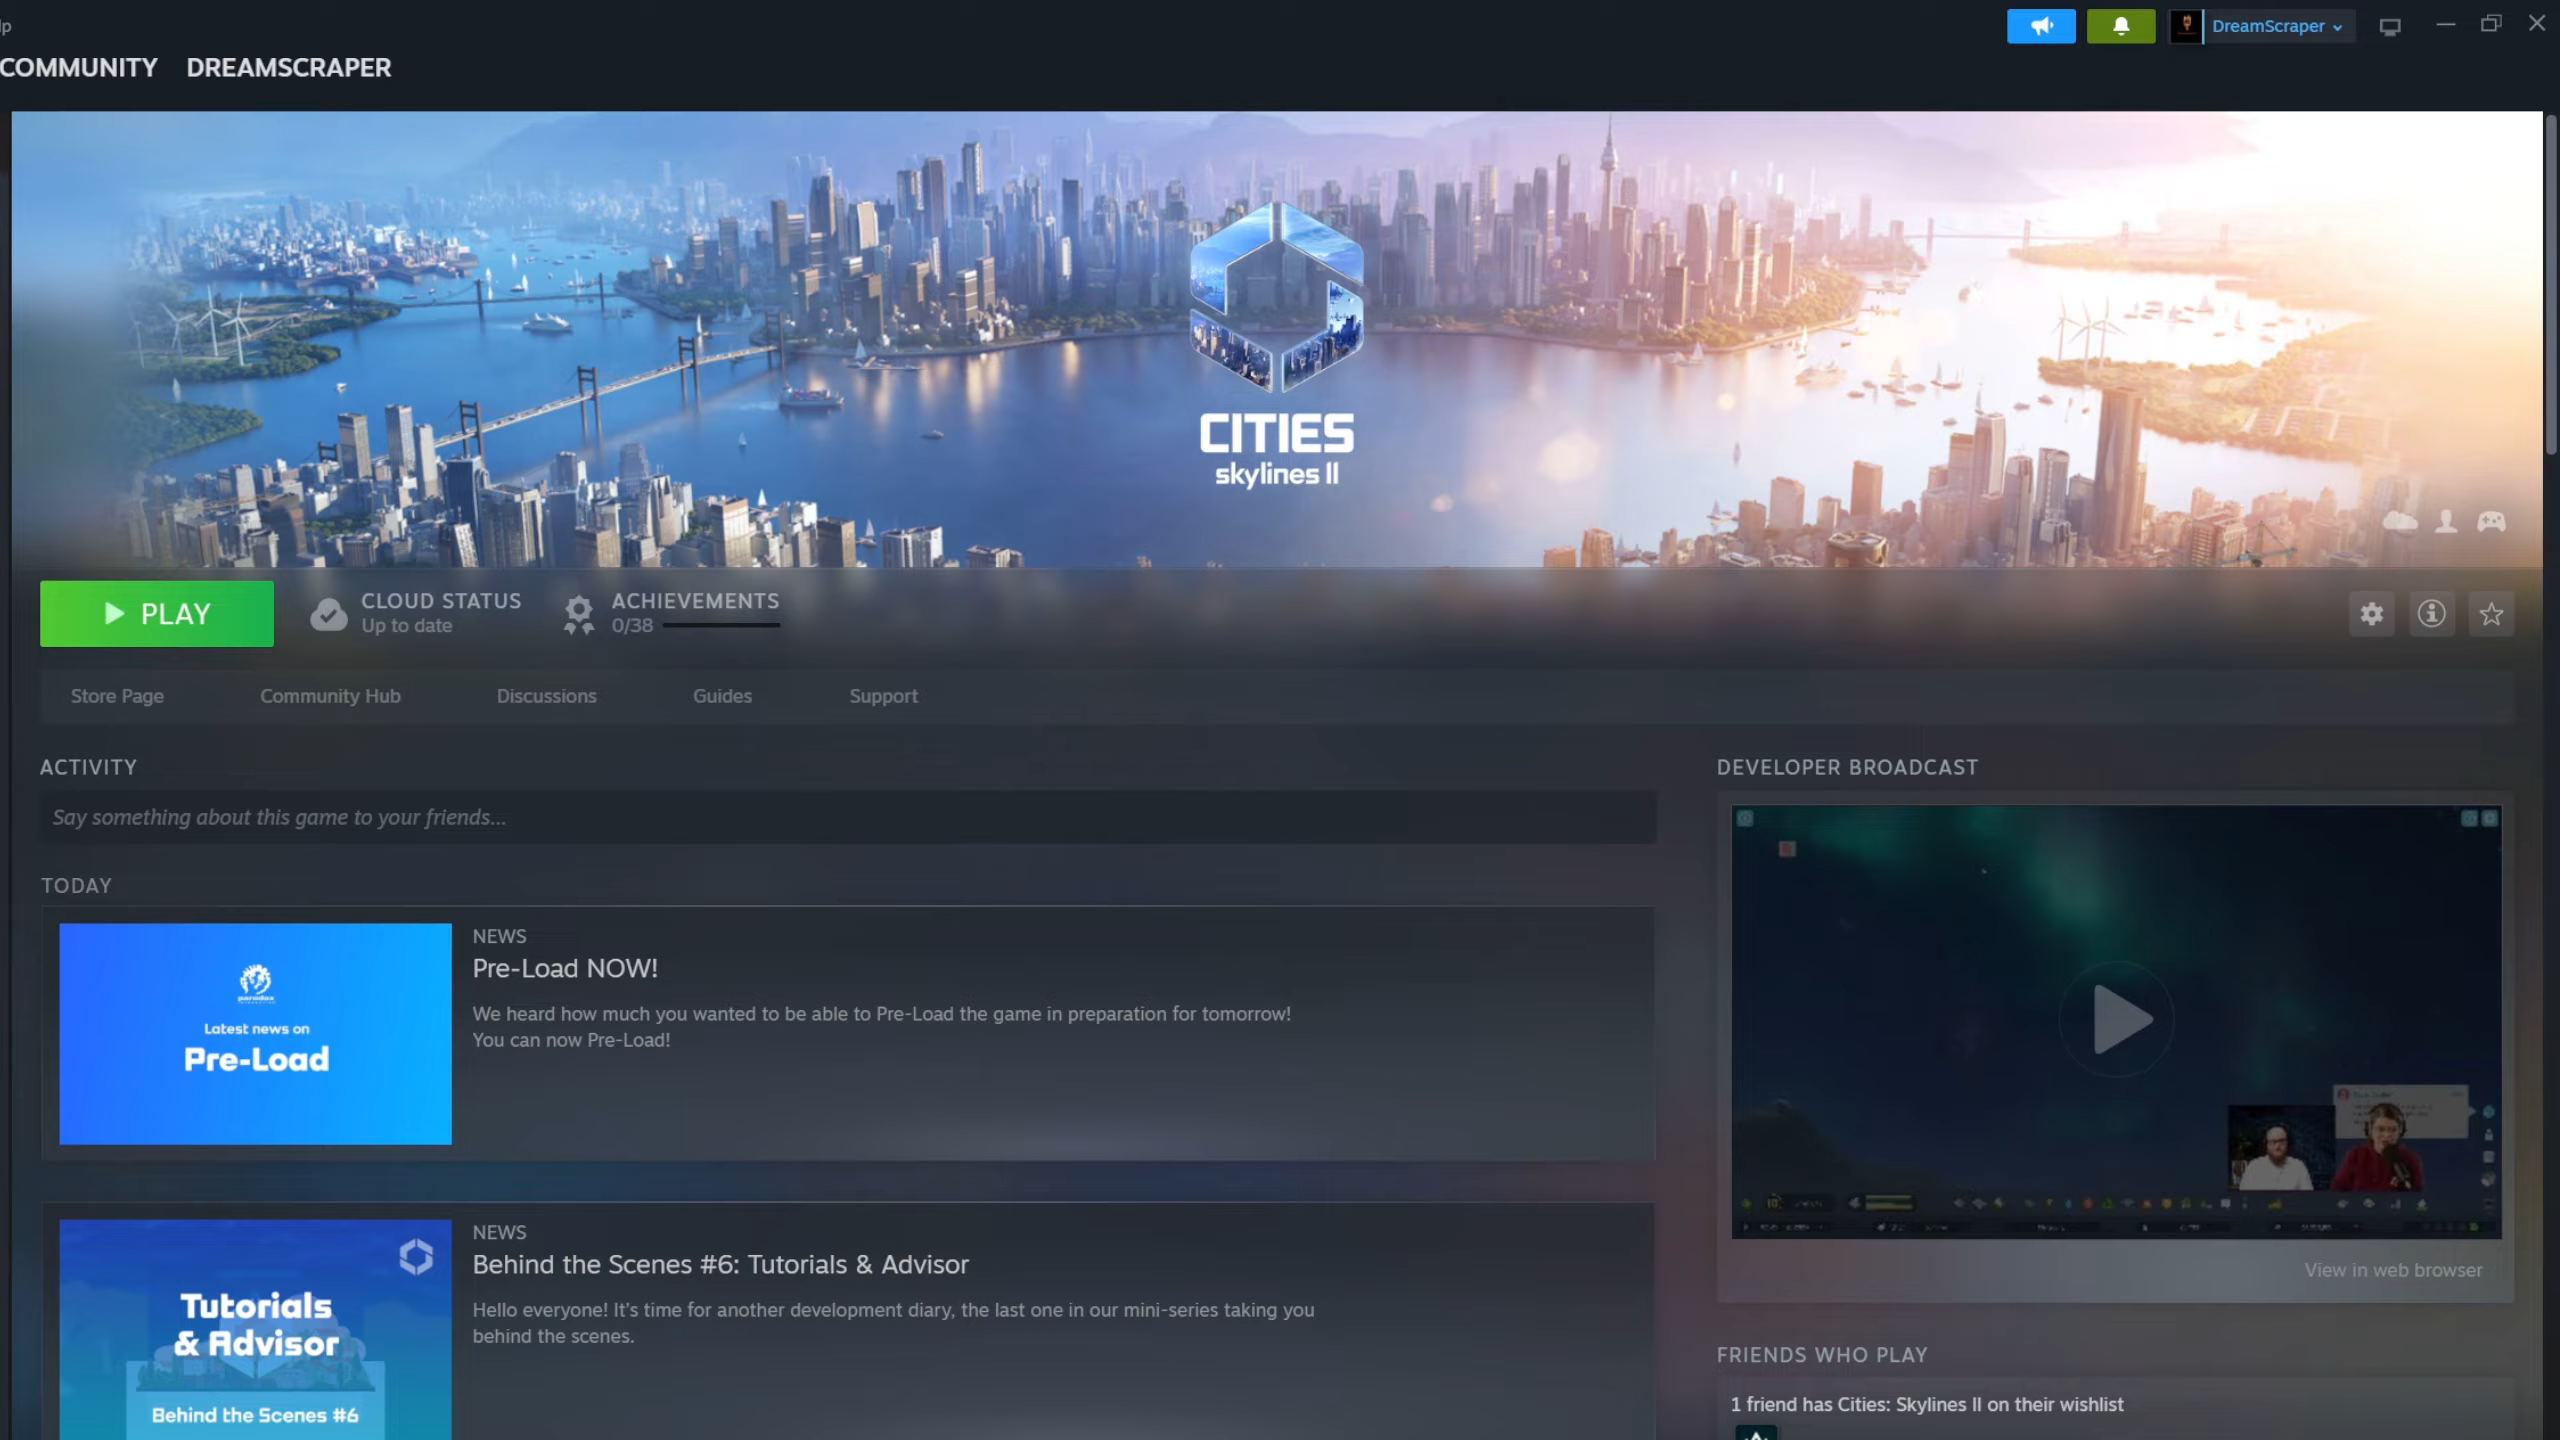 lp
DreamScraper
COMMUNITY DREAMSCRAPER
CITIES
skylines II
PLAY
CLOUD STATUS
Up to date
ACHIEVEMENTS
0/38
Store Page
Community Hub
Discussions
Guides
Support
ACTIVITY
Say something about this game to your friends...
TODAY
paradox
Latest news on
Pre-Load
NEWS
Pre-Load NOW!
We heard how much you wanted to be able to Pre-Load the game in preparation for tomorrow!
You can now Pre-Load!
Tutorials
& Advisor
Behind the Scenes #6
NEWS
Behind the Scenes #6: Tutorials & Advisor
Hello everyone! It's time for another development diary, the last one in our mini-series taking you
behind the scenes.
DEVELOPER BROADCAST
View in web browser
FRIENDS WHO PLAY
1 friend has Cities: Skylines II on their wishlist